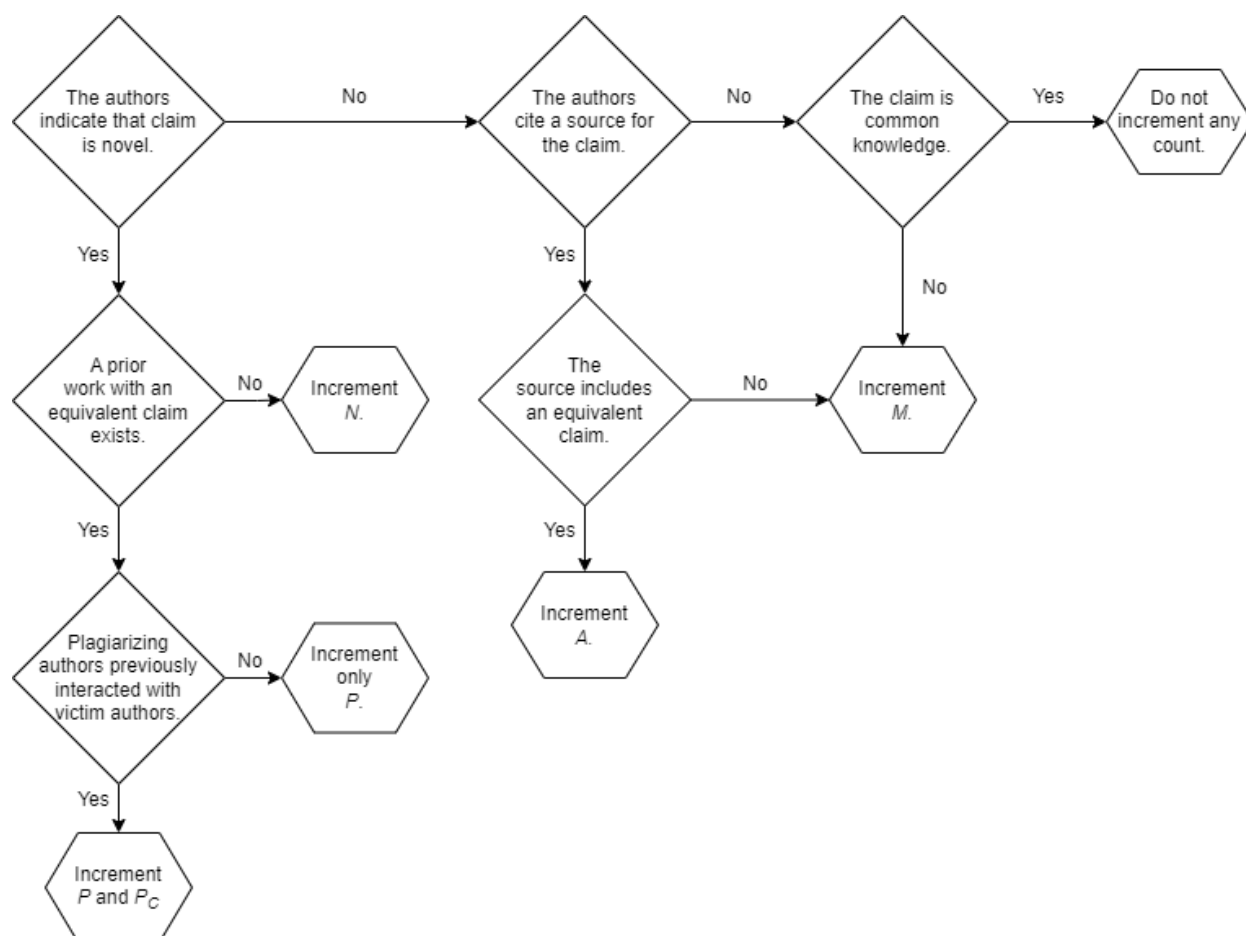 The authors
indicate that claim
is novel.
No
The authors
cite a source for
the claim.
No
The claim is
common
knowledge.
Yes
Do not
increment any
count.
Yes
Yes
No
A prior
work with an
equivalent claim
exists.
No
Increment
N.
The
source includes
an equivalent
claim.
No
Increment
M.
Yes
Yes
Plagiarizing
authors previously
interacted with
victim authors.
No
Increment
only
P.
Increment
A.
Yes
Increment
P and PC